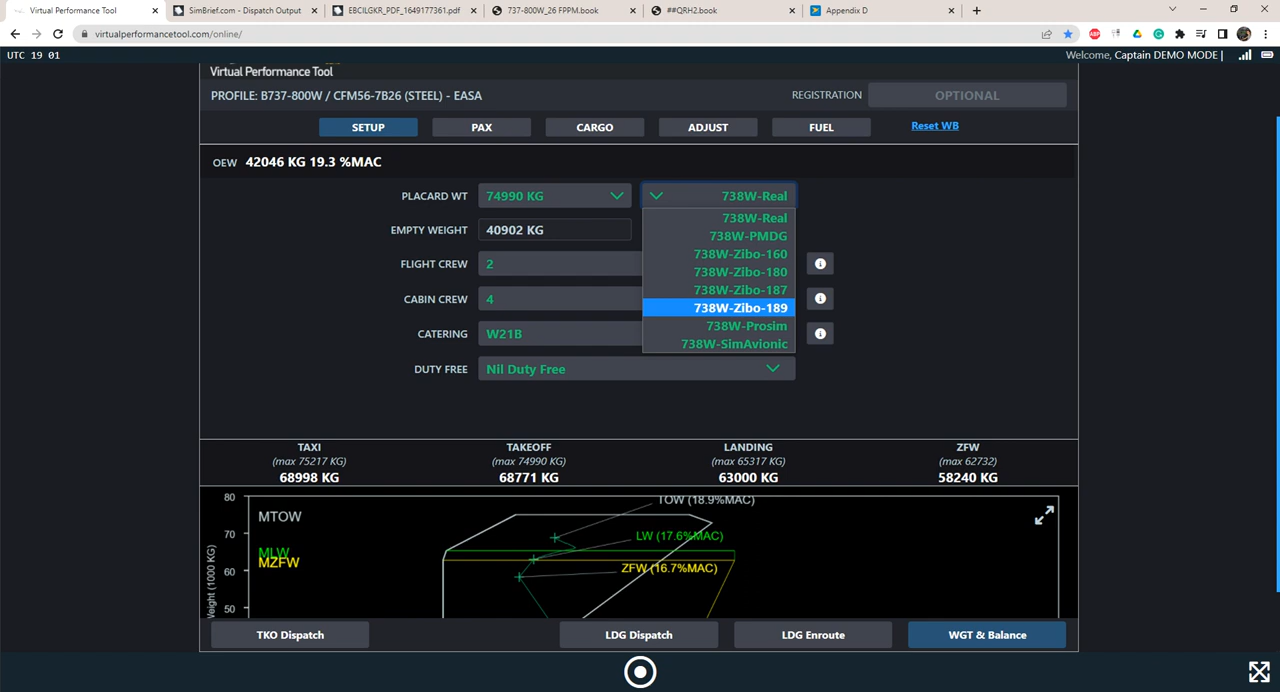 Virtual Performance Tool
SimBrief.com - Dispatch Output
EBCILGKR_PDF_1649177361.pdf
737-800W_26 FPPM.book
##QRH2.book
Appendix D
virtualperformancetool.com/online/
ABP
UTC 19 01
Welcome, Captain DEMO MODE |
Virtual Performance Tool
PROFILE: B737-800W / CFM56-7B26 (STEEL) - EASA
REGISTRATION
OPTIONAL
SETUP
PAX
CARGO
ADJUST
FUEL
Reset WB
OEW 42046 KG 19.3 %MAC
PLACARD WT
74990 KG
738W-Real
738W-Real
738W-PMDG
738W-Zibo-160
738W-Zibo-180
738W-Zibo-187
738W-Zibo-189
738W-Prosim
738W-SimAvionic
EMPTY WEIGHT
40902 KG
FLIGHT CREW
2
CABIN CREW
4
CATERING
W21B
DUTY FREE
Nil Duty Free
TAXI
(max 75217 KG)
68998 KG
TAKEOFF
(max 74990 KG)
68771 KG
LANDING
(max 65317 KG)
63000 KG
ZFW
(max 62732)
58240 KG
80
70
60
50
Weight (1000 KG)
MTOW
MLW
MZFW
TOW (18.9%MAC)
LW (17.6%MAC)
ZFW (16.7%MAC)
TKO Dispatch
LDG Dispatch
LDG Enroute
WGT & Balance